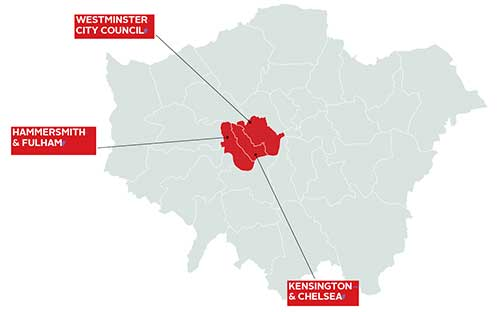 WESTMINSTER
CITY COUNCIL
HAMMERSMITH
& FULHAM
KENSINGTON
& CHELSEA